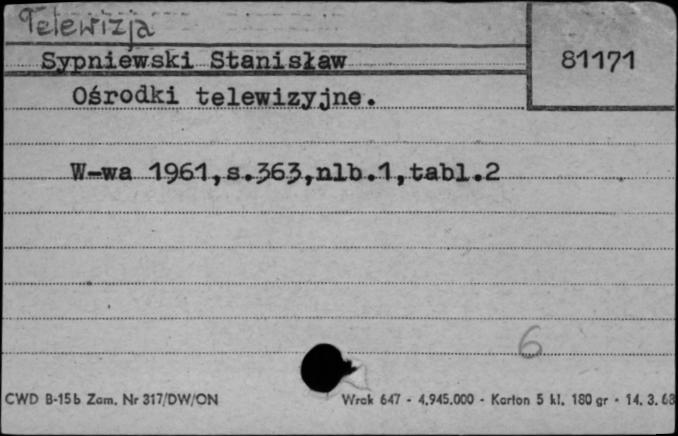 Telewizja
Sypniewski Stanisław
81171
Ośrodki telewizyjne.
W-wa 1961,s.363,nlb.1,tabl.2
6
CWD B-15b Zam. Nr 317/DW/ON
Wrak 647 - 4.945.000 - Karton 5 kl. 180 gr - 14. 3. 68